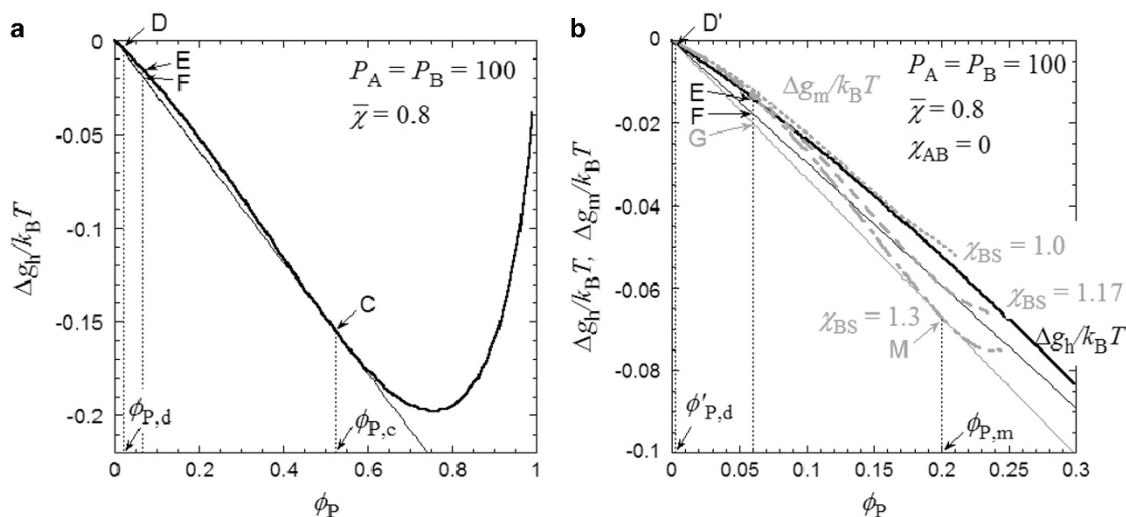 a
D
E
F
P_A = P_B = 100
χ̄ = 0.8
C
ϕ_P,d
ϕ_P,c
0
-0.05
-0.1
-0.15
-0.2
Δg_h/k_BT
0 0.2 0.4 0.6 0.8 1
ϕ_P
b
D'
P_A = P_B = 100
Δg_m/k_BT
E
χ̄ = 0.8
F
G
χ_AB = 0
χ_BS = 1.0
χ_BS = 1.17
χ_BS = 1.3
Δg_h/k_BT
M
ϕ'_P,d
ϕ_P,m
0
-0.02
-0.04
-0.06
-0.08
-0.1
Δg_h/k_BT, Δg_m/k_BT
0 0.05 0.1 0.15 0.2 0.25 0.3
ϕ_P